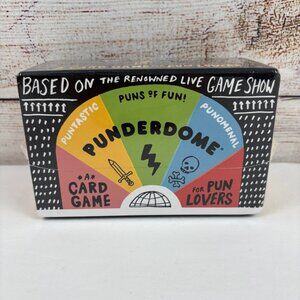 BASED ON THE RENOWNED LIVE GAME SHOW
PUNTASTIC
PUNS OF FUN!
PUNOMENAL
PUNDERDOME
A
CARD
GAME
FOR PUN
LOVERS